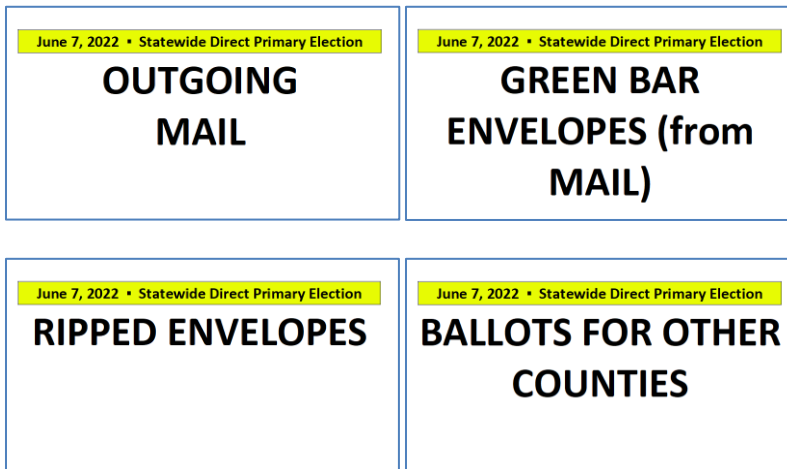 June 7, 2022 ▪ Statewide Direct Primary Election
OUTGOING
MAIL
June 7, 2022 ▪ Statewide Direct Primary Election
GREEN BAR
ENVELOPES (from
MAIL)
June 7, 2022 ▪ Statewide Direct Primary Election
RIPPED ENVELOPES
June 7, 2022 ▪ Statewide Direct Primary Election
BALLOTS FOR OTHER
COUNTIES